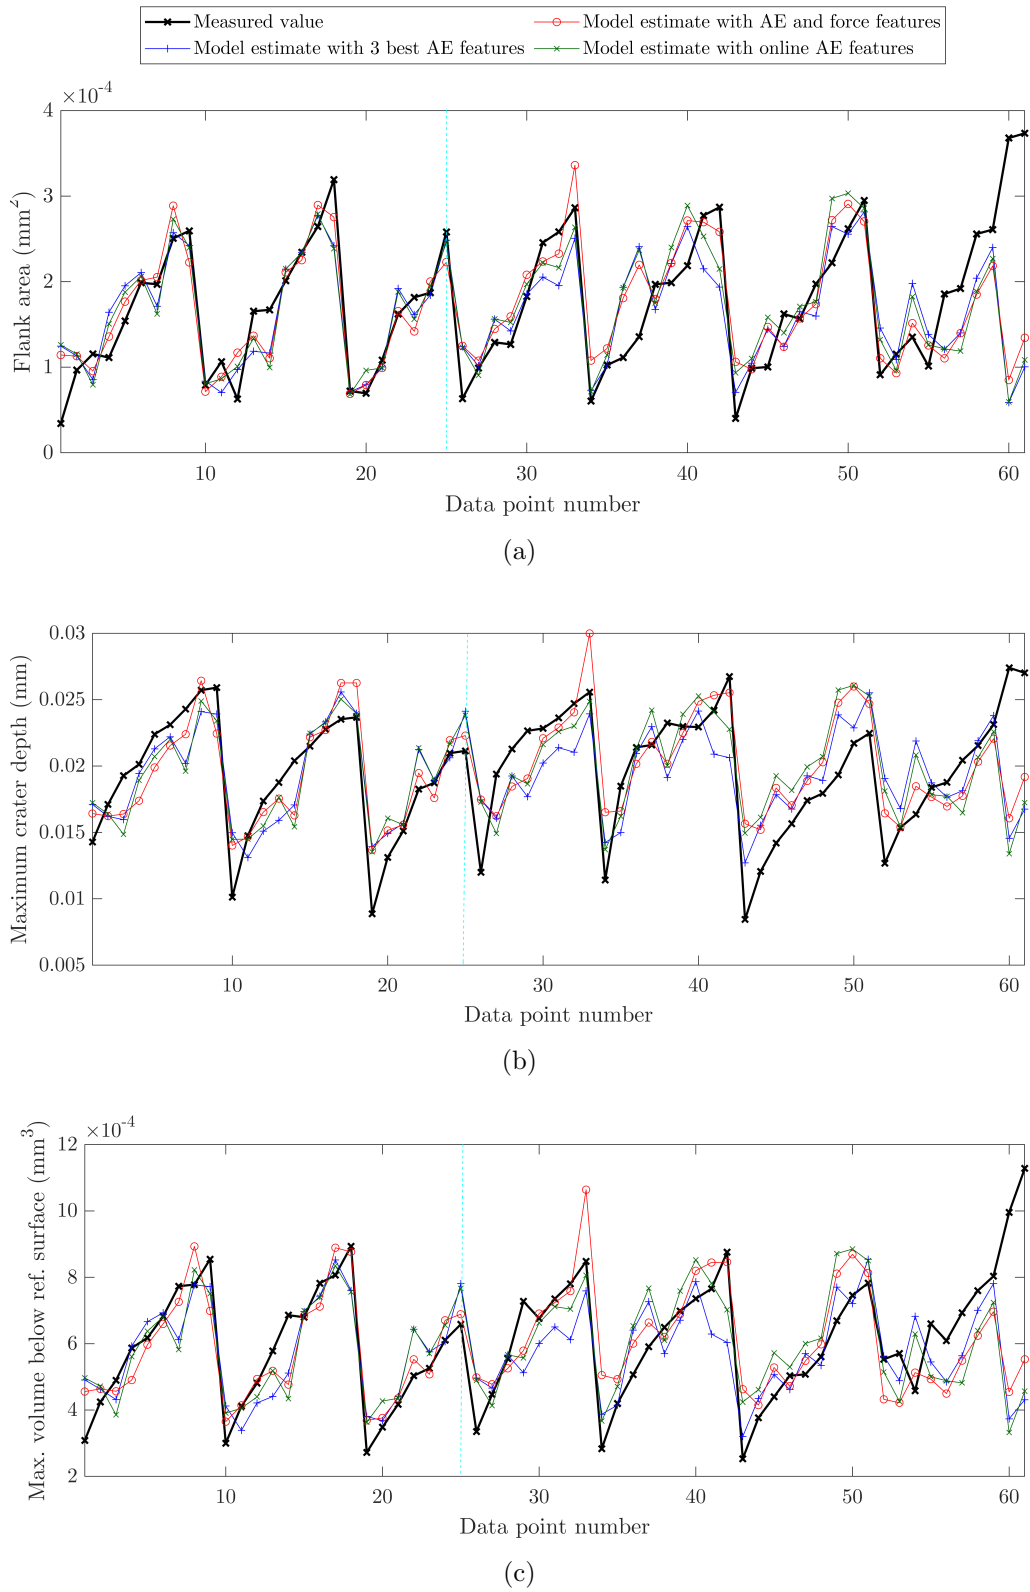 Measured value
Model estimate with AE and force features
Model estimate with 3 best AE features
Model estimate with online AE features
×10-4
4
3
2
1
0
Flank area (mm2)
10 20 30 40 50 60
Data point number
(a)
0.03
0.025
0.02
0.015
0.01
0.005
Maximum crater depth (mm)
10 20 30 40 50 60
Data point number
(b)
×10-4
12
10
8
6
4
2
Max. volume below ref. surface (mm3)
10 20 30 40 50 60
Data point number
(c)